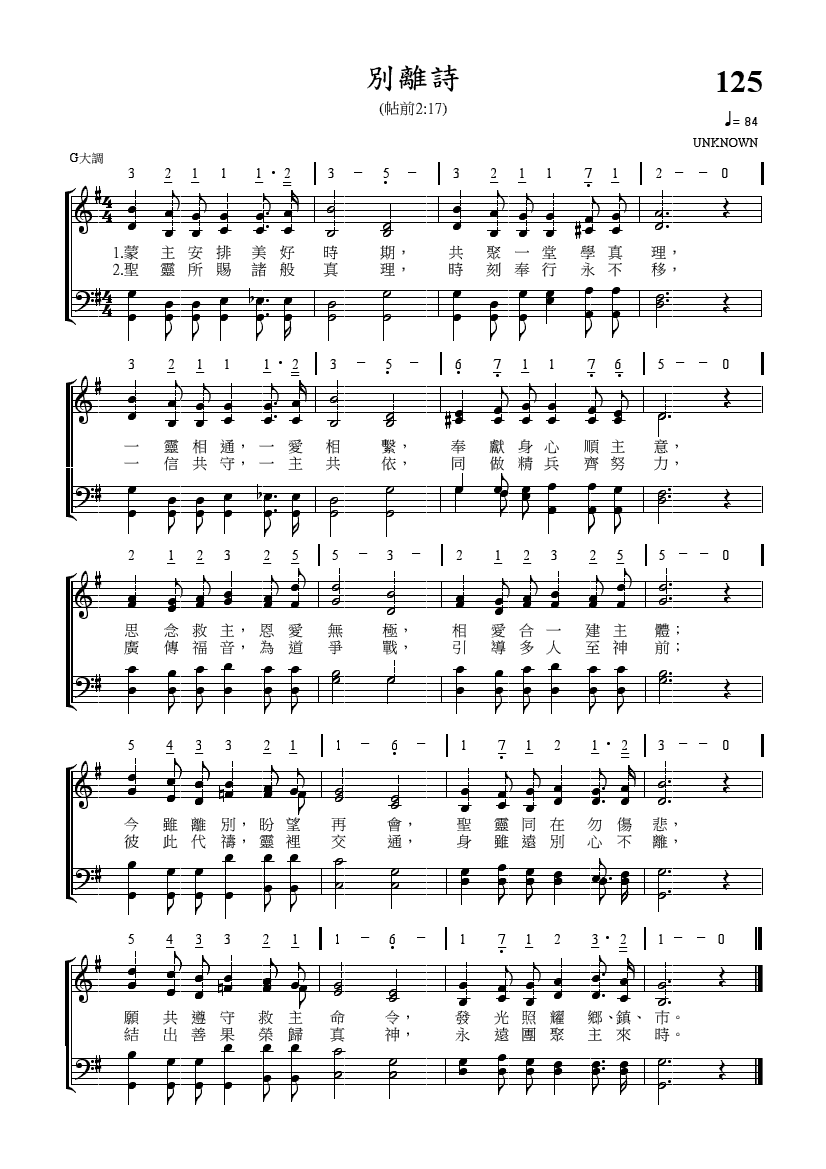 別離詩
125
(帖前2:17)
♩= 84
UNKNOWN
G大調
3 2 1 1 1·2 | 3 - 5 - | 3 2 1 1 7 1 | 2 - - 0 |
4 4
1.蒙主安排美好時期，共聚一堂學真理，
2.聖靈所賜諸般真理，時刻奉行永不移，
4 4
3 2 1 1 1·2 | 3 - 5 - | 6 7 1 1 7 6 | 5 - - 0 |
一靈相通，一愛相繫，奉獻身心順主意，
一信共守，一主共依，同做精兵齊努力，
2 1 2 3 2 5 | 5 - 3 - | 2 1 2 3 2 5 | 5 - - 0 |
思念救主，恩愛無極，相愛合一建主體；
廣傳福音，為道爭戰，引導多人至神前；
5 4 3 3 2 1 | 1 - 6 - | 1 7 1 2 1·2 | 3 - - 0 |
今雖離別，盼望再會，聖靈同在勿傷悲，
彼此代禱，靈裡交通，身雖遠別心不離，
5 4 3 3 2 1 | 1 - 6 - | 1 7 1 2 3·2 | 1 - - 0 ‖
願共遵守救主命令，發光照耀鄉、鎮、市。
結出善果榮歸真神，永遠團聚主來時。